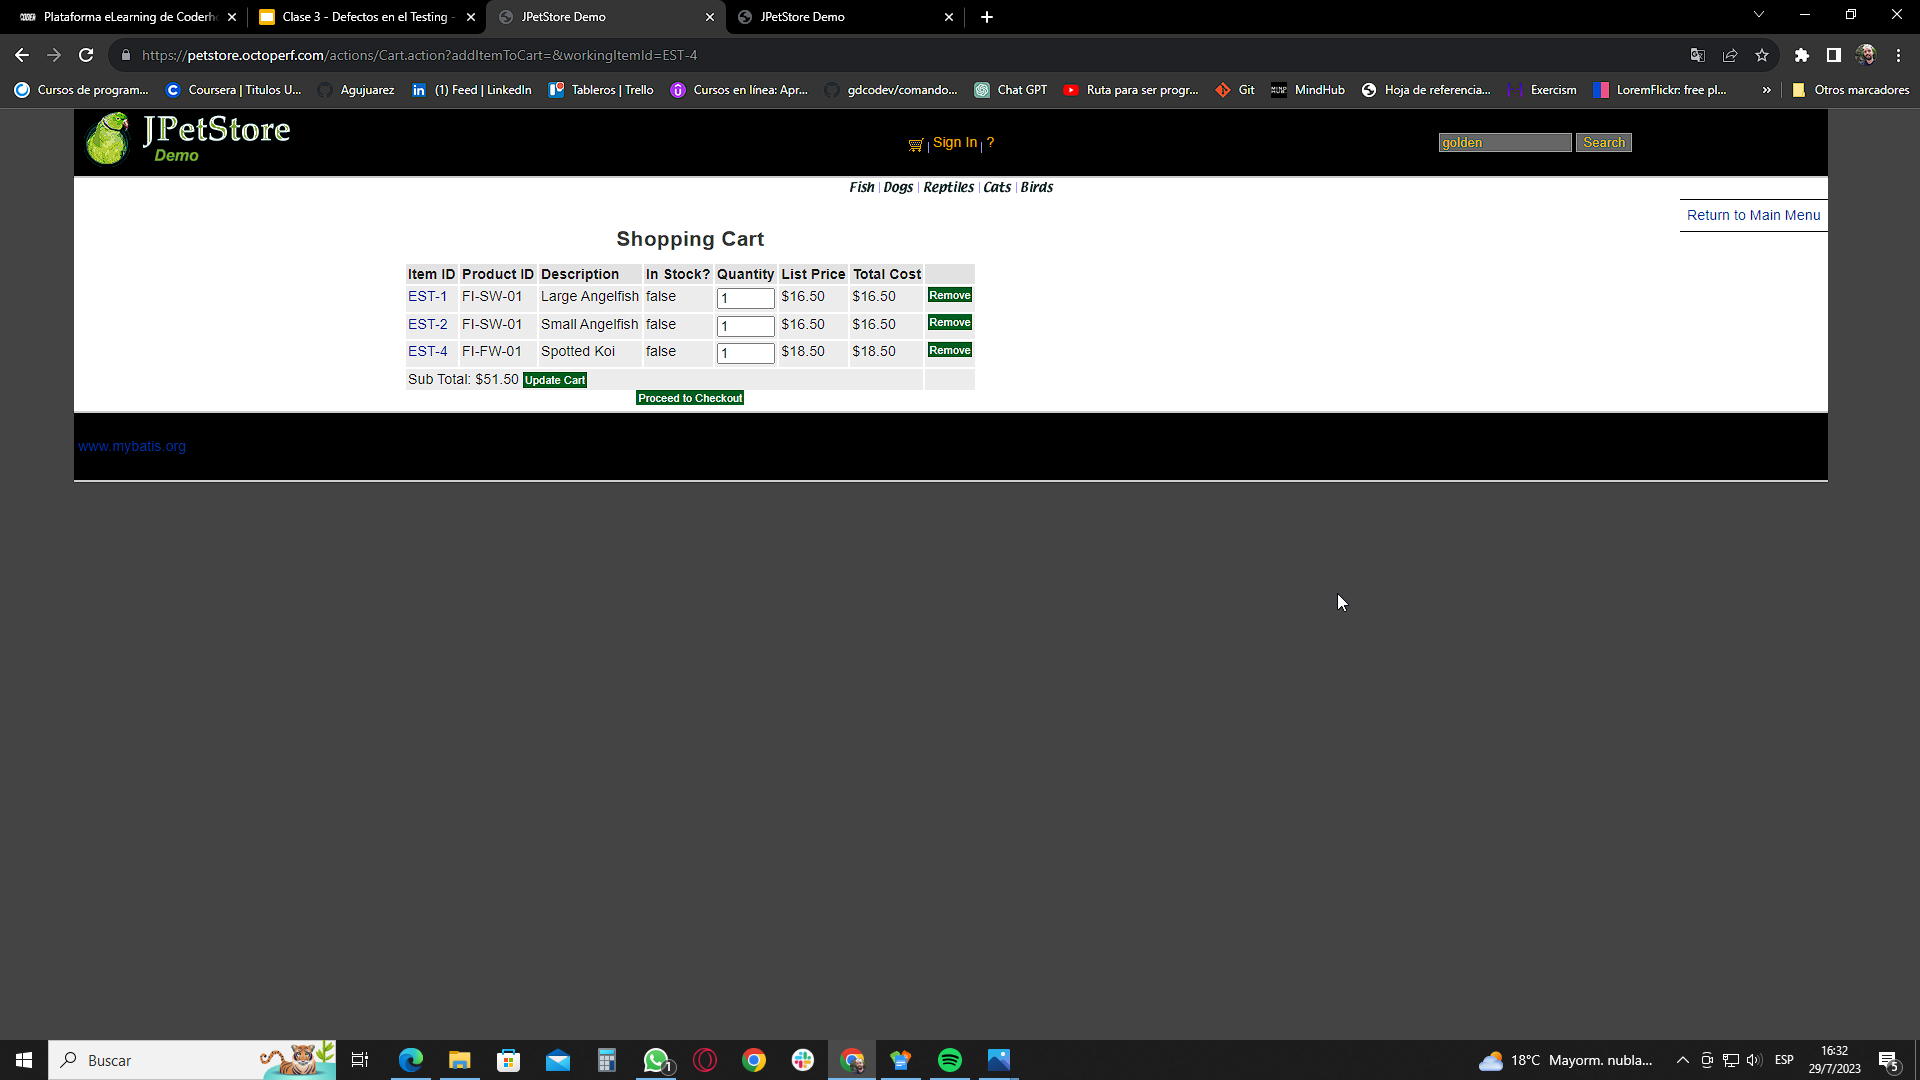 Plataforma eLearning de Coderh
Clase 3 - Defectos en el Testing -
JPetStore Demo
JPetStore Demo
https://petstore.octoperf.com/actions/Cart.action?addItemToCart=&workingItemId=EST-4
Cursos de program...
Coursera | Titulos U...
Agujuarez
(1) Feed | LinkedIn
Tableros | Trello
Cursos en línea: Apr...
gdcodev/comando...
Chat GPT
Ruta para ser progr...
Git
MindHub
Hoja de referencia...
Exercism
LoremFlickr: free pl...
»
Otros marcadores
JPetStore
Demo
Sign In | ?
golden
Search
Fish | Dogs | Reptiles | Cats | Birds
Return to Main Menu
Shopping Cart
Item ID Product ID Description In Stock? Quantity List Price Total Cost
EST-1 FI-SW-01 Large Angelfish false 1 $16.50 $16.50 Remove
EST-2 FI-SW-01 Small Angelfish false 1 $16.50 $16.50 Remove
EST-4 FI-FW-01 Spotted Koi false 1 $18.50 $18.50 Remove
Sub Total: $51.50 Update Cart
Proceed to Checkout
www.mybatis.org
Buscar
1
18°C Mayorm. nubla...
ESP
16:32
29/7/2023
5